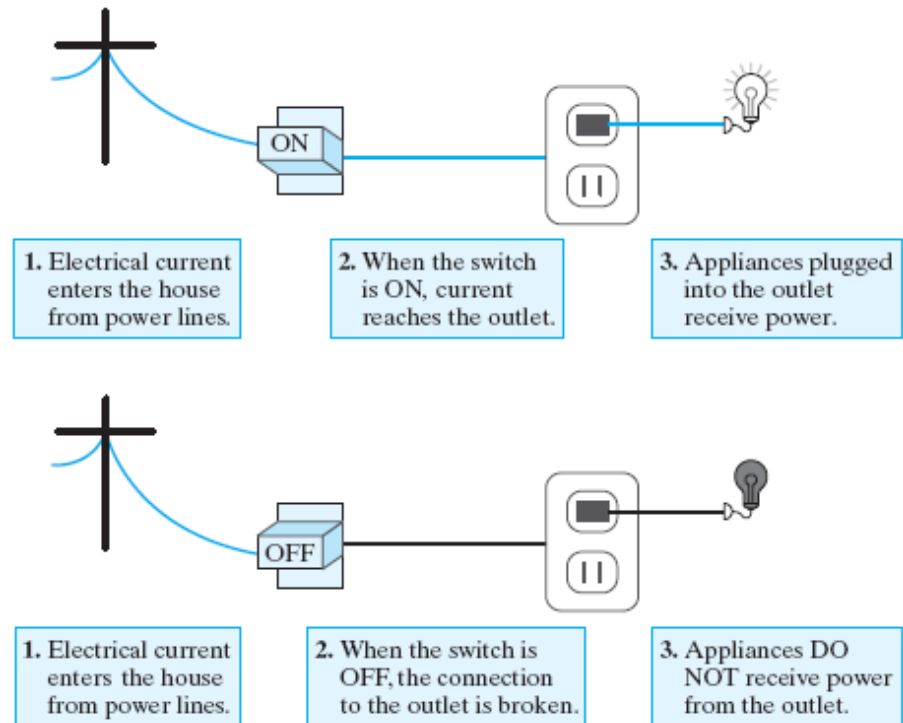 ON
1. Electrical current
enters the house
from power lines.
2. When the switch
is ON, current
reaches the outlet.
3. Appliances plugged
into the outlet
receive power.
OFF
1. Electrical current
enters the house
from power lines.
2. When the switch is
OFF, the connection
to the outlet is broken.
3. Appliances DO
NOT receive power
from the outlet.